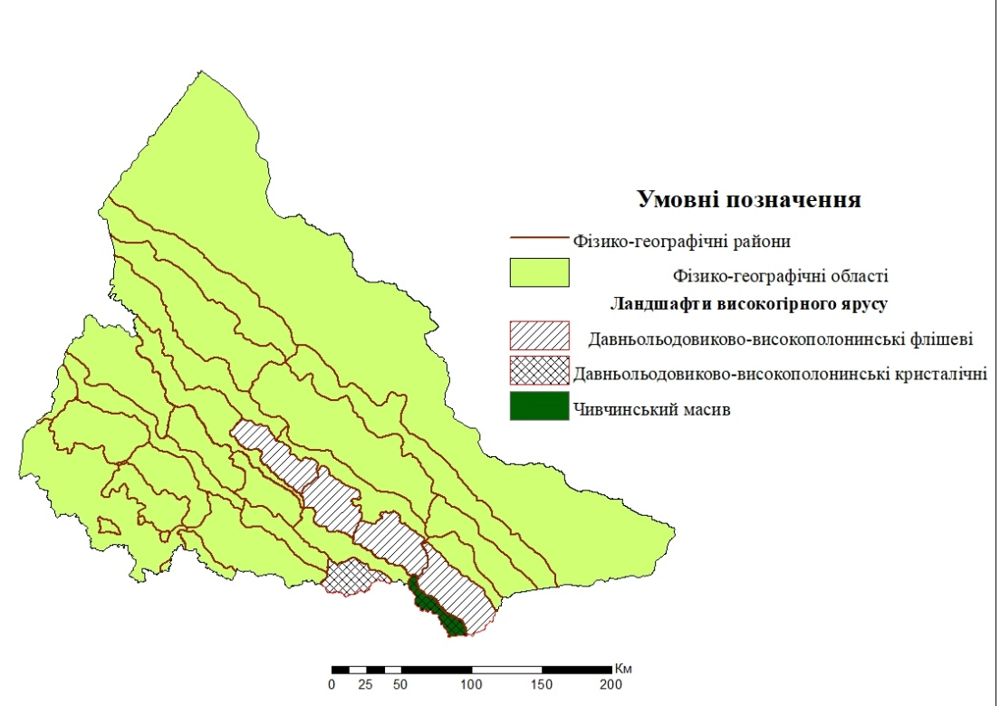 Умовні позначення
Фізико-географічні райони
Фізико-географічні області
Ландшафти високогірного ярусу
Давньольодовиково-високополонинські флішеві
Давньольодовиково-високополонинські кристалічні
Чивчинський масив
Км
0 25 50 100 150 200